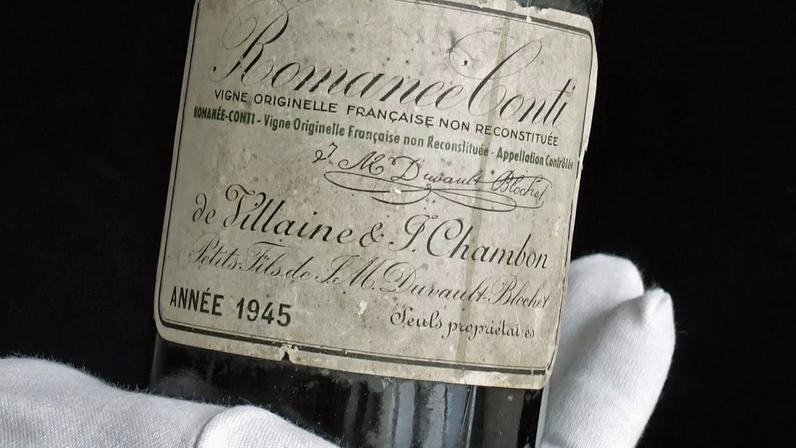 Romanée Conti
VIGNE ORIGINELLE FRANÇAISE NON RECONSTITUÉE
ROMANÉE-CONTI - Vigne Originelle Française non Reconstituée - Appellation Contrôlée
J. M. Duvault Blochet
de Villaine & J. Chambon
Petits-Fils de J. M. Duvault-Blochet
ANNÉE 1945
Seuls propriétaires